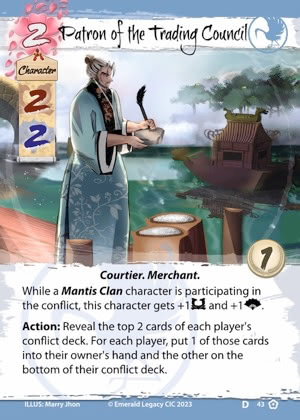 2
Patron of the Trading Council
Character
2
2
1
Courtier. Merchant.
While a Mantis Clan character is participating in
the conflict, this character gets +1 and +1.
Action: Reveal the top 2 cards of each player's
conflict deck. For each player, put 1 of those cards
into their owner's hand and the other on the
bottom of their conflict deck.
ILLUS: Marry Jhon
© Emerald Legacy CIC 2023
D 43